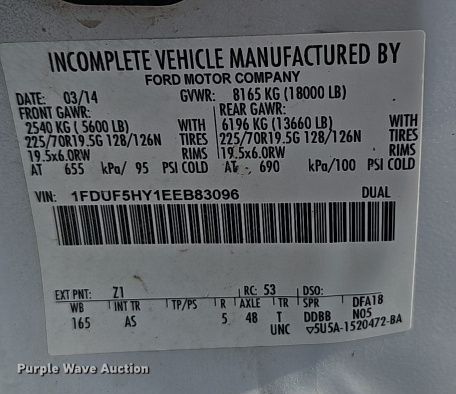 INCOMPLETE VEHICLE MANUFACTURED BY
FORD MOTOR COMPANY
DATE: 03/14 GVWR: 8165 KG (18000 LB)
FRONT GAWR: REAR GAWR:
2540 KG ( 5600 LB) WITH 6196 KG (13660 LB) WITH
225/70R19.5G 128/126N TIRES 225/70R19.5G 128/126N TIRES
19.5x6.0RW RIMS 19.5x6.0RW RIMS
AT 655 kPa/ 95 PSI COLD AT 690 kPa/100 PSI COLD
VIN: 1FDUF5HY1EEB83096 DUAL
EXT PNT: Z1 RC: 53 DSO:
WB INT TR TP/PS R AXLE TR SPR DFA18
165 AS 5 48 T DDBB N05
UNC ▽5U5A-1520472-BA
Purple Wave Auction